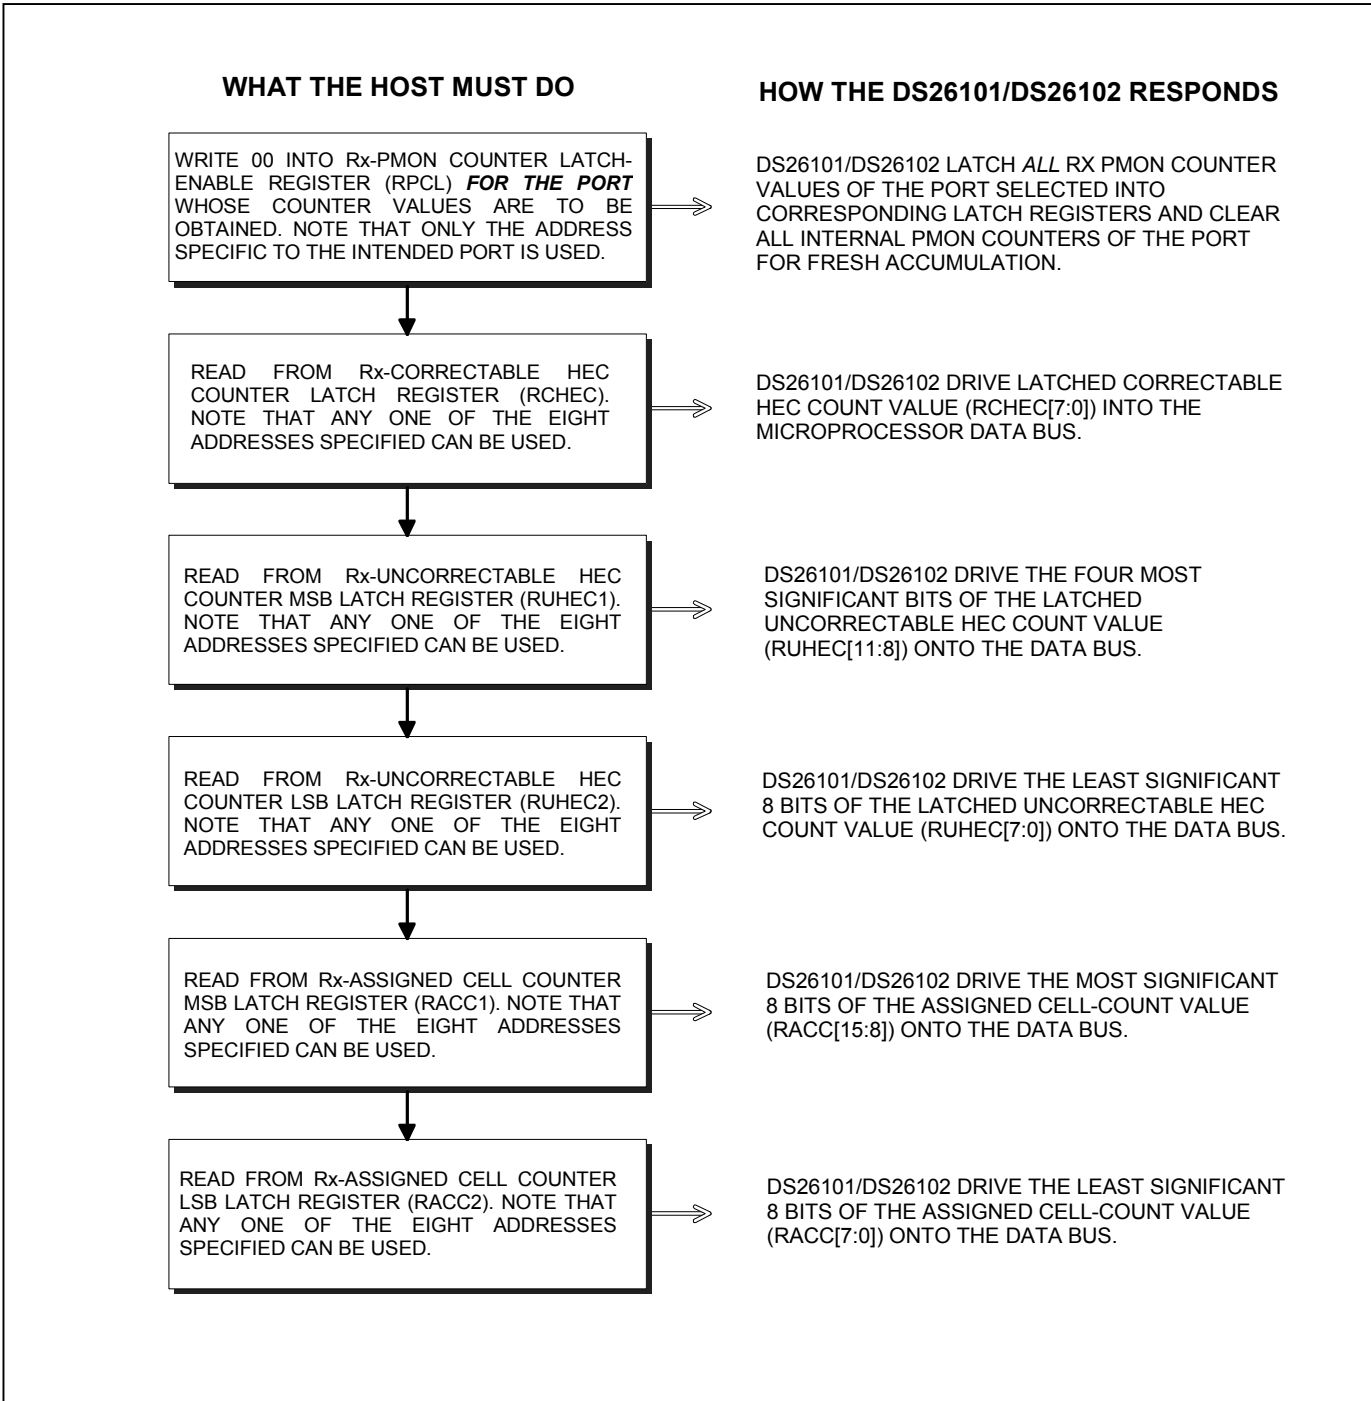 WHAT THE HOST MUST DO
HOW THE DS26101/DS26102 RESPONDS
WRITE 00 INTO Rx-PMON COUNTER LATCH-
ENABLE REGISTER (RPCL) FOR THE PORT
WHOSE COUNTER VALUES ARE TO BE
OBTAINED. NOTE THAT ONLY THE ADDRESS
SPECIFIC TO THE INTENDED PORT IS USED.
DS26101/DS26102 LATCH ALL RX PMON COUNTER
VALUES OF THE PORT SELECTED INTO
CORRESPONDING LATCH REGISTERS AND CLEAR
ALL INTERNAL PMON COUNTERS OF THE PORT
FOR FRESH ACCUMULATION.
READ FROM Rx-CORRECTABLE HEC
COUNTER LATCH REGISTER (RCHEC).
NOTE THAT ANY ONE OF THE EIGHT
ADDRESSES SPECIFIED CAN BE USED.
DS26101/DS26102 DRIVE LATCHED CORRECTABLE
HEC COUNT VALUE (RCHEC[7:0]) INTO THE
MICROPROCESSOR DATA BUS.
READ FROM Rx-UNCORRECTABLE HEC
COUNTER MSB LATCH REGISTER (RUHEC1).
NOTE THAT ANY ONE OF THE EIGHT
ADDRESSES SPECIFIED CAN BE USED.
DS26101/DS26102 DRIVE THE FOUR MOST
SIGNIFICANT BITS OF THE LATCHED
UNCORRECTABLE HEC COUNT VALUE
(RUHEC[11:8]) ONTO THE DATA BUS.
READ FROM Rx-UNCORRECTABLE HEC
COUNTER LSB LATCH REGISTER (RUHEC2).
NOTE THAT ANY ONE OF THE EIGHT
ADDRESSES SPECIFIED CAN BE USED.
DS26101/DS26102 DRIVE THE LEAST SIGNIFICANT
8 BITS OF THE LATCHED UNCORRECTABLE HEC
COUNT VALUE (RUHEC[7:0]) ONTO THE DATA BUS.
READ FROM Rx-ASSIGNED CELL COUNTER
MSB LATCH REGISTER (RACC1). NOTE THAT
ANY ONE OF THE EIGHT ADDRESSES
SPECIFIED CAN BE USED.
DS26101/DS26102 DRIVE THE MOST SIGNIFICANT
8 BITS OF THE ASSIGNED CELL-COUNT VALUE
(RACC[15:8]) ONTO THE DATA BUS.
READ FROM Rx-ASSIGNED CELL COUNTER
LSB LATCH REGISTER (RACC2). NOTE THAT
ANY ONE OF THE EIGHT ADDRESSES
SPECIFIED CAN BE USED.
DS26101/DS26102 DRIVE THE LEAST SIGNIFICANT
8 BITS OF THE ASSIGNED CELL-COUNT VALUE
(RACC[7:0]) ONTO THE DATA BUS.